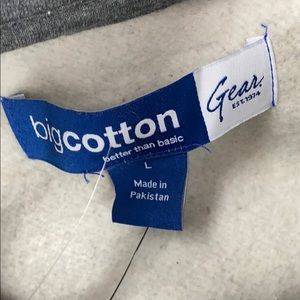 bigcotton
better than basic
Gear.
EST. 1974
L
Made in
Pakistan